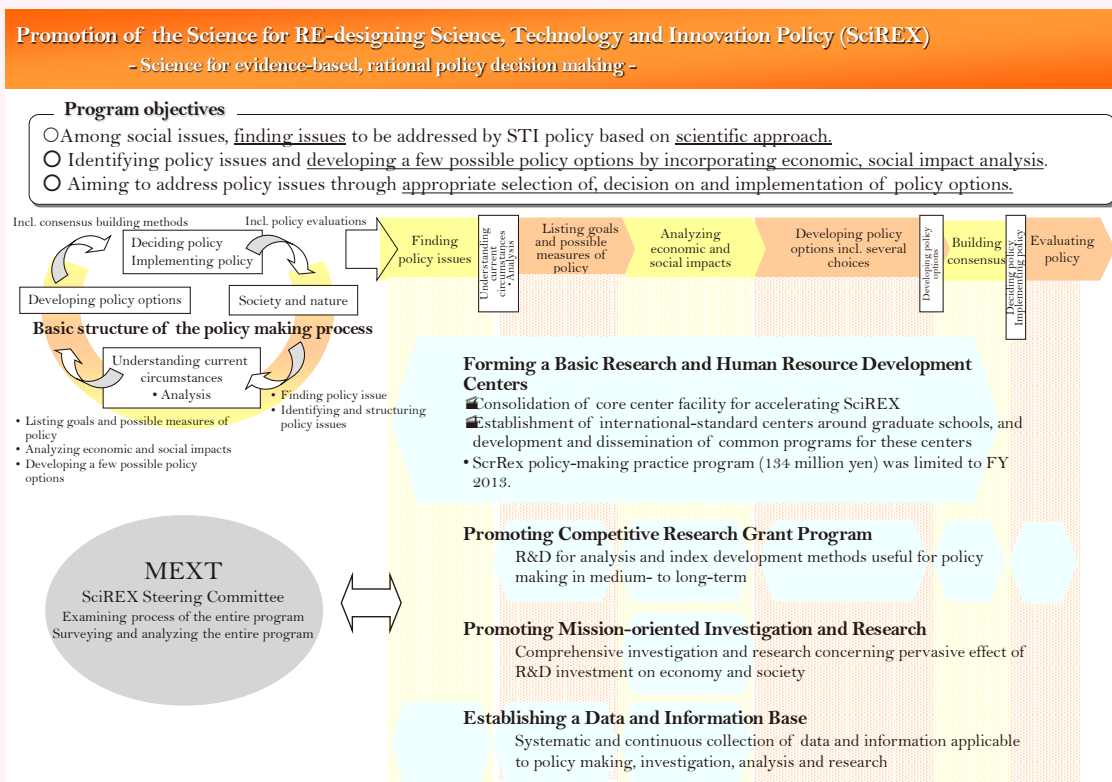 Promotion of the Science for RE-designing Science, Technology and Innovation Policy (SciREX)
– Science for evidence-based, rational policy decision making –
Program objectives
○Among social issues, finding issues to be addressed by STI policy based on scientific approach.
○ Identifying policy issues and developing a few possible policy options by incorporating economic, social impact analysis.
○ Aiming to address policy issues through appropriate selection of, decision on and implementation of policy options.
Incl. consensus building methods
Incl. policy evaluations
Deciding policy
Implementing policy
Developing policy options
Society and nature
Basic structure of the policy making process
Understanding current
circumstances
• Analysis
• Finding policy issue
• Identifying and structuring
policy issues
• Listing goals and possible measures of
policy
• Analyzing economic and social impacts
• Developing a few possible policy
options
Finding
policy issues
Understanding
current
circumstances
• Analysis
Listing goals
and possible
measures of
policy
Analyzing
economic and
social impacts
Developing policy
options incl. several
choices
Developing policy
options
Building
consensus
Deciding policy
Implementing policy
Evaluating
policy
Forming a Basic Research and Human Resource Development
Centers
Consolidation of core center facility for accelerating SciREX
Establishment of international-standard centers around graduate schools, and
development and dissemination of common programs for these centers
• ScrRex policy-making practice program (134 million yen) was limited to FY
2013.
Promoting Competitive Research Grant Program
R&D for analysis and index development methods useful for policy
making in medium- to long-term
MEXT
SciREX Steering Committee
Examining process of the entire program
Surveying and analyzing the entire program
Promoting Mission-oriented Investigation and Research
Comprehensive investigation and research concerning pervasive effect of
R&D investment on economy and society
Establishing a Data and Information Base
Systematic and continuous collection of data and information applicable
to policy making, investigation, analysis and research